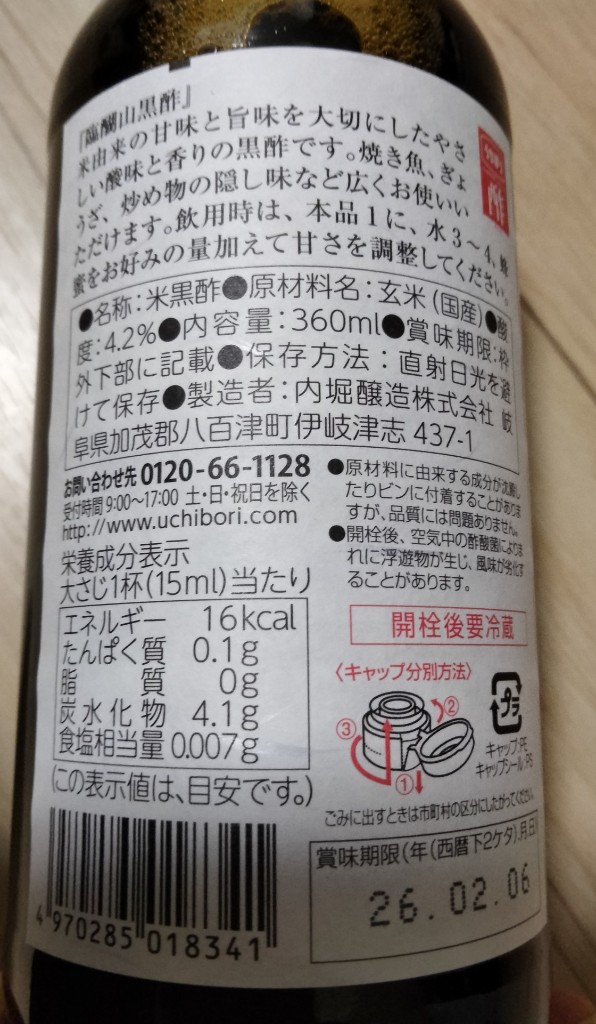 『臨醐山黒酢』
米由来の甘味と旨味を大切にしたやさ
しい酸味と香りの黒酢です。焼き魚、ぎょ
うざ、炒め物の隠し味など広くお使いい
ただけます。飲用時は、本品1に、水3〜4、蜂
蜜をお好みの量加えて甘さを調整してください。
酢
●名称：米黒酢●原材料名：玄米(国産)●酸
度：4.2%●内容量：360ml●賞味期限：枠
外下部に記載●保存方法：直射日光を避
けて保存●製造者：内堀醸造株式会社 岐
阜県加茂郡八百津町伊岐津志 437-1
お問い合わせ先 0120-66-1128
受付時間 9:00〜17:00 土・日・祝日を除く
http://www.uchibori.com
●原材料に由来する成分が沈澱し
たりビンに付着することがありま
すが、品質には問題ありません。
●開栓後、空気中の酢酸菌によりま
れに浮遊物が生じ、風味が劣化す
ることがあります。
栄養成分表示
大さじ1杯(15ml)当たり
エネルギー 16kcal
たんぱく質 0.1g
脂質 0g
炭水化物 4.1g
食塩相当量 0.007g
(この表示値は、目安です。)
開栓後要冷蔵
〈キャップ分別方法〉
①
②
③
プラ
キャップ:PE
キャップシール:PS
ごみに出すときは市町村の区分にしたがってください。
賞味期限(年(西暦下2ケタ).月.日)
26.02.06
4 970285 018341